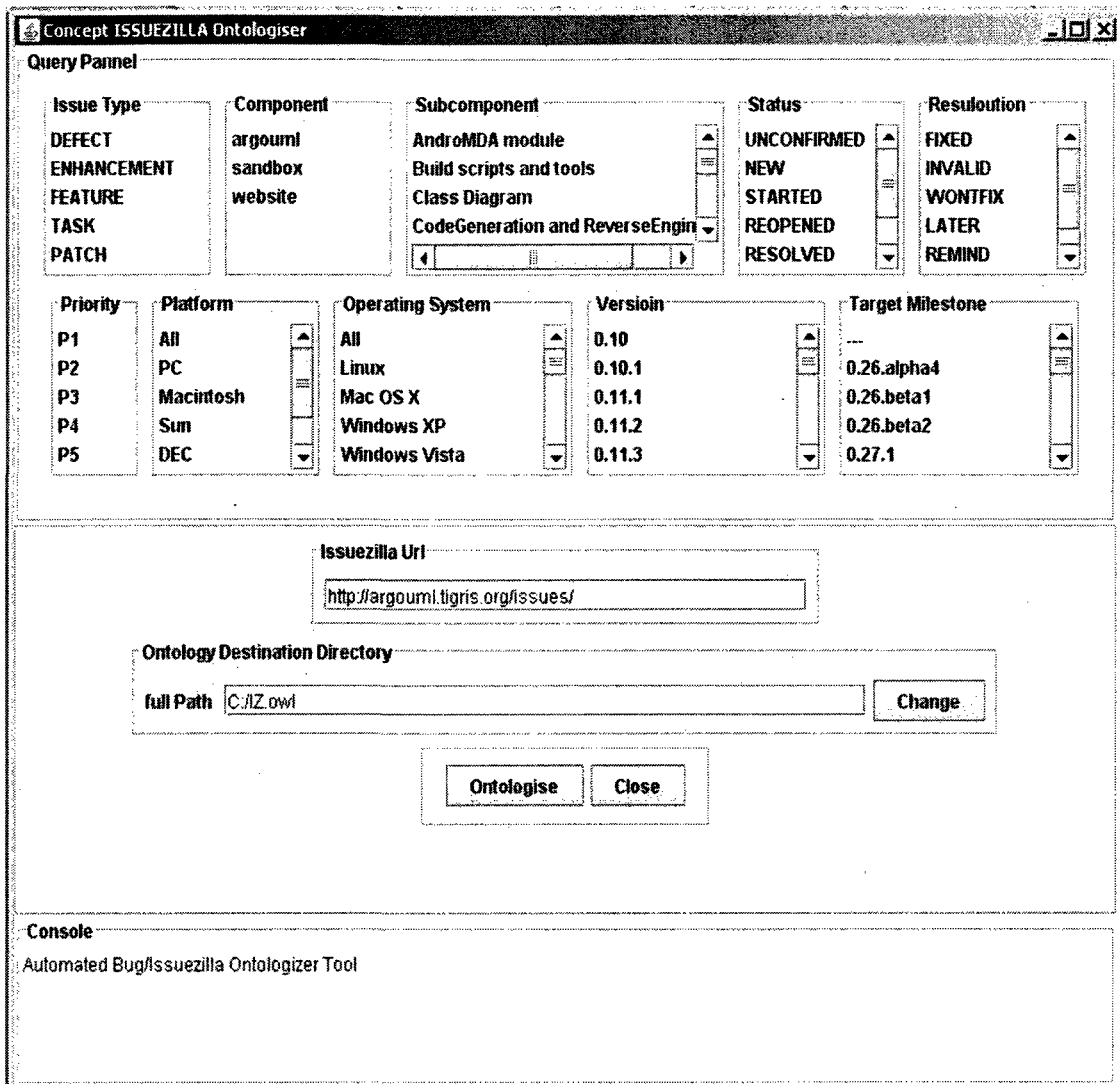 Concept ISSUEZILLA Ontologiser
Query Pannel
Issue Type
DEFECT
ENHANCEMENT
FEATURE
TASK
PATCH
Component
argouml
sandbox
website
Subcomponent
AndroMDA module
Build scripts and tools
Class Diagram
CodeGeneration and ReverseEngin
Status
UNCONFIRMED
NEW
STARTED
REOPENED
RESOLVED
Resuloution
FIXED
INVALID
WONTFIX
LATER
REMIND
Priority
P1
P2
P3
P4
P5
Platform
All
PC
Macintosh
Sun
DEC
Operating System
All
Linux
Mac OS X
Windows XP
Windows Vista
Versioin
0.10
0.10.1
0.11.1
0.11.2
0.11.3
Target Milestone
---
0.26.alpha4
0.26.beta1
0.26.beta2
0.27.1
Issuezilla Url
http://argouml.tigris.org/issues/
Ontology Destination Directory
full Path C:/IZ.owl Change
Ontologise Close
Console
Automated Bug/Issuezilla Ontologizer Tool